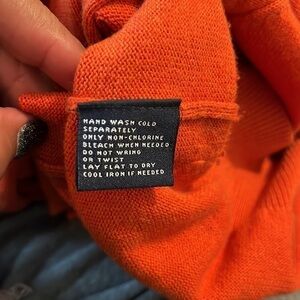 HAND WASH COLD
SEPARATELY
ONLY NON-CHLORINE
BLEACH WHEN NEEDED
DO NOT WRING
OR TWIST
LAY FLAT TO DRY
COOL IRON IF NEEDED